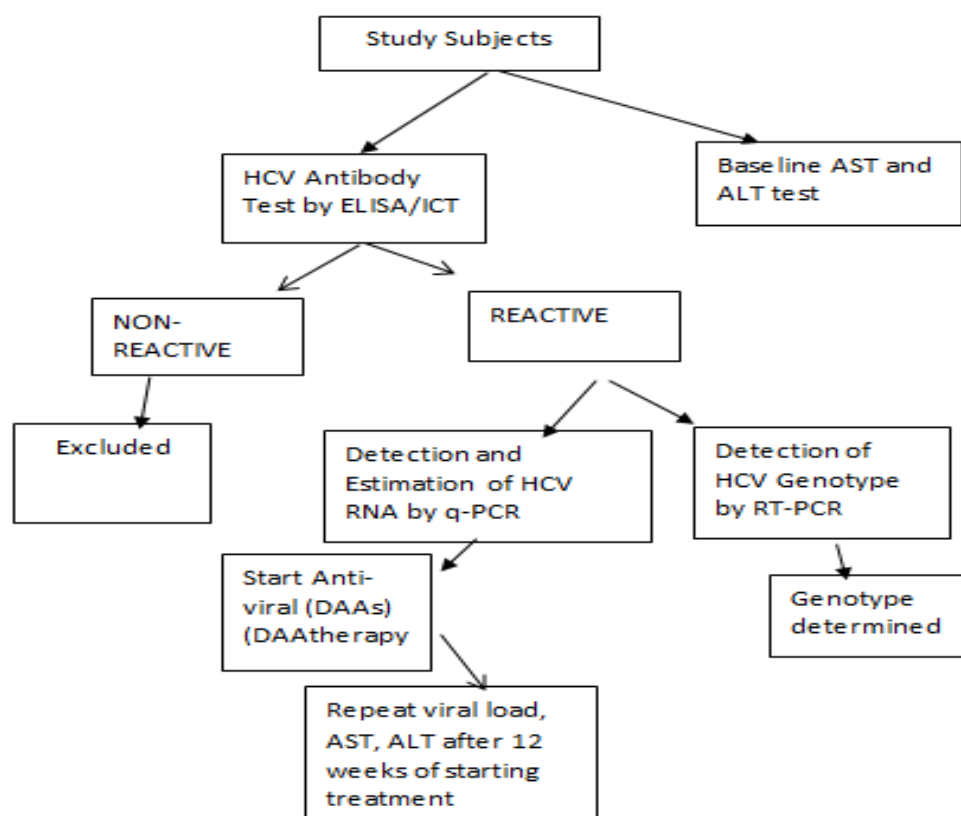 Study Subjects
HCV Antibody
Test by ELISA/ICT
Baseline AST and
ALT test
NON-
REACTIVE
REACTIVE
Excluded
Detection and
Estimation of HCV
RNA by q-PCR
Detection of
HCV Genotype
by RT-PCR
Start Anti-
viral (DAAs)
(DAAtherapy
Genotype
determined
Repeat viral load,
AST, ALT after 12
weeks of starting
treatment